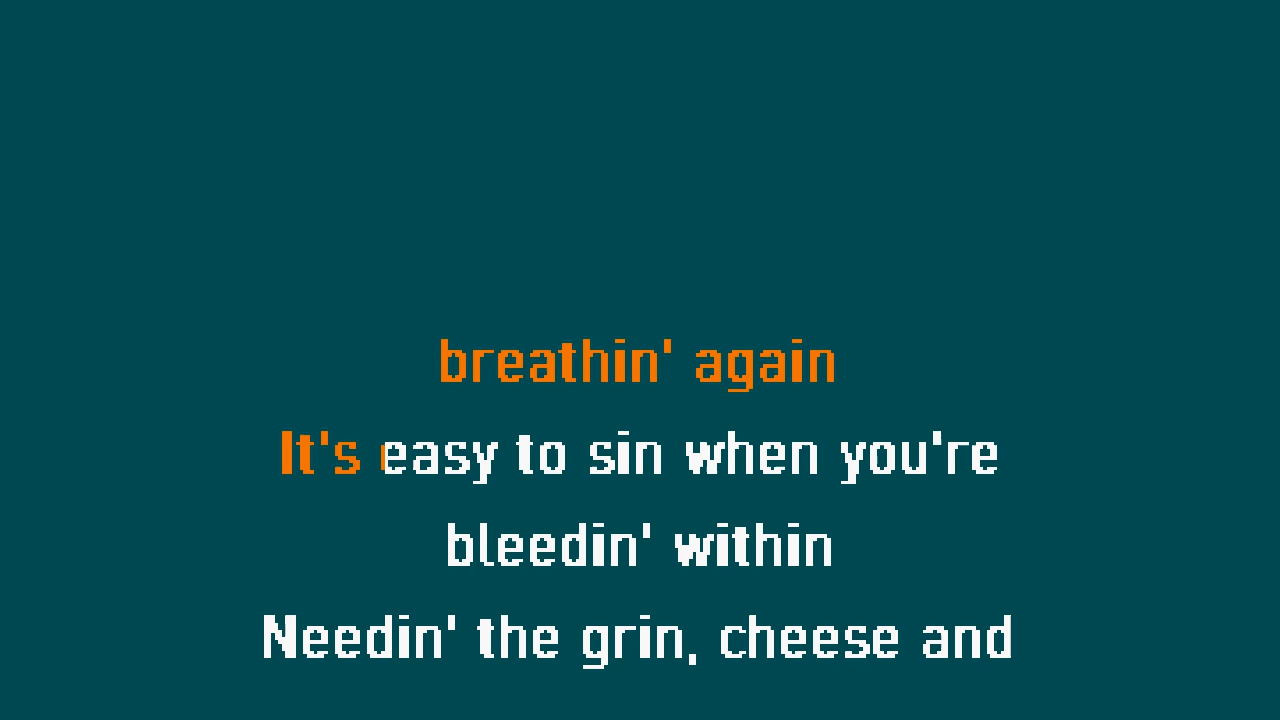 breathin' again
It's easy to sin when you're
bleedin' within
Needin' the grin, cheese and